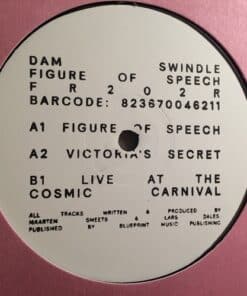 DAM SWINDLE
FIGURE OF SPEECH
FR202R
BARCODE: 823670046211
A1 FIGURE OF SPEECH
A2 VICTORIA'S SECRET
B1 LIVE AT THE
COSMIC CARNIVAL
ALL TRACKS WRITTEN & PRODUCED BY
MAARTEN SMEETS & LARS DALES
PUBLISHED BY BLUEPRINT MUSIC PUBLISHING